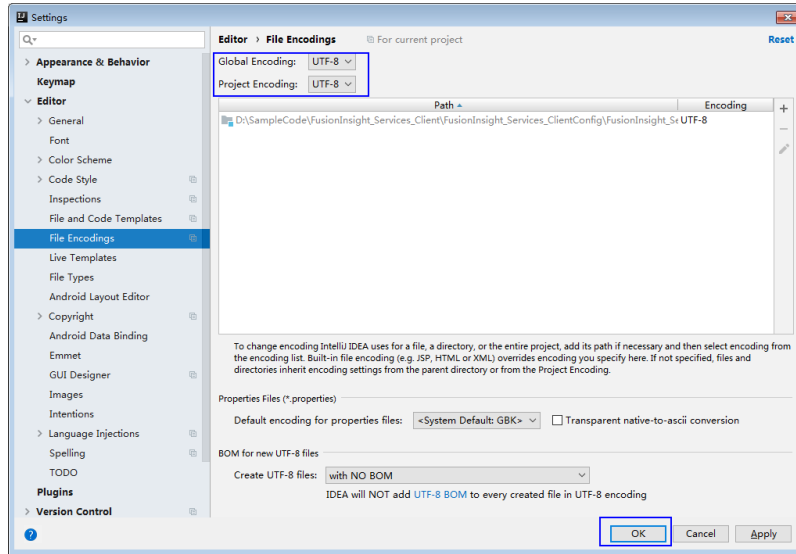 Settings
Appearance & Behavior
Keymap
Editor
General
Font
Color Scheme
Code Style
Inspections
File and Code Templates
File Encodings
Live Templates
File Types
Android Layout Editor
Copyright
Android Data Binding
Emmet
GUI Designer
Images
Intentions
Language Injections
Spelling
TODO
Plugins
Version Control
Editor › File Encodings
For current project
Reset
Global Encoding: UTF-8
Project Encoding: UTF-8
Path Encoding
D:\SampleCode\FusionInsight_Services_Client\FusionInsight_Services_ClientConfig\FusionInsight_Se UTF-8
To change encoding IntelliJ IDEA uses for a file, a directory, or the entire project, add its path if necessary and then select encoding from
the encoding list. Built-in file encoding (e.g. JSP, HTML or XML) overrides encoding you specify here. If not specified, files and
directories inherit encoding settings from the parent directory or from the Project Encoding.
Properties Files (*.properties)
Default encoding for properties files: <System Default: GBK> Transparent native-to-ascii conversion
BOM for new UTF-8 files
Create UTF-8 files: with NO BOM
IDEA will NOT add UTF-8 BOM to every created file in UTF-8 encoding
? OK Cancel Apply